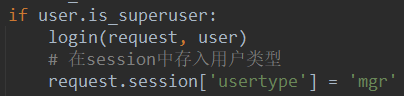 if user.is_superuser:
    login(request, user)
    # 在session中存入用户类型
    request.session['usertype'] = 'mgr'